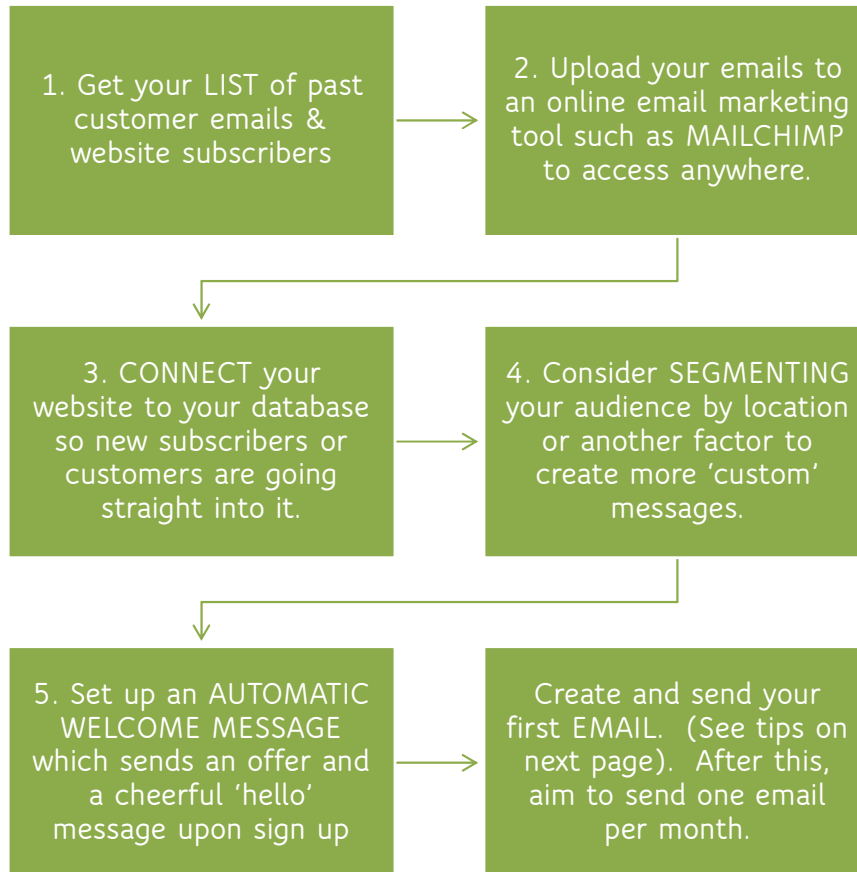 1. Get your LIST of past
customer emails &
website subscribers
2. Upload your emails to
an online email marketing
tool such as MAILCHIMP
to access anywhere.
3. CONNECT your
website to your database
so new subscribers or
customers are going
straight into it.
4. Consider SEGMENTING
your audience by location
or another factor to
create more ‘custom’
messages.
5. Set up an AUTOMATIC
WELCOME MESSAGE
which sends an offer and
a cheerful ‘hello’
message upon sign up
Create and send your
first EMAIL.  (See tips on
next page).  After this,
aim to send one email
per month.